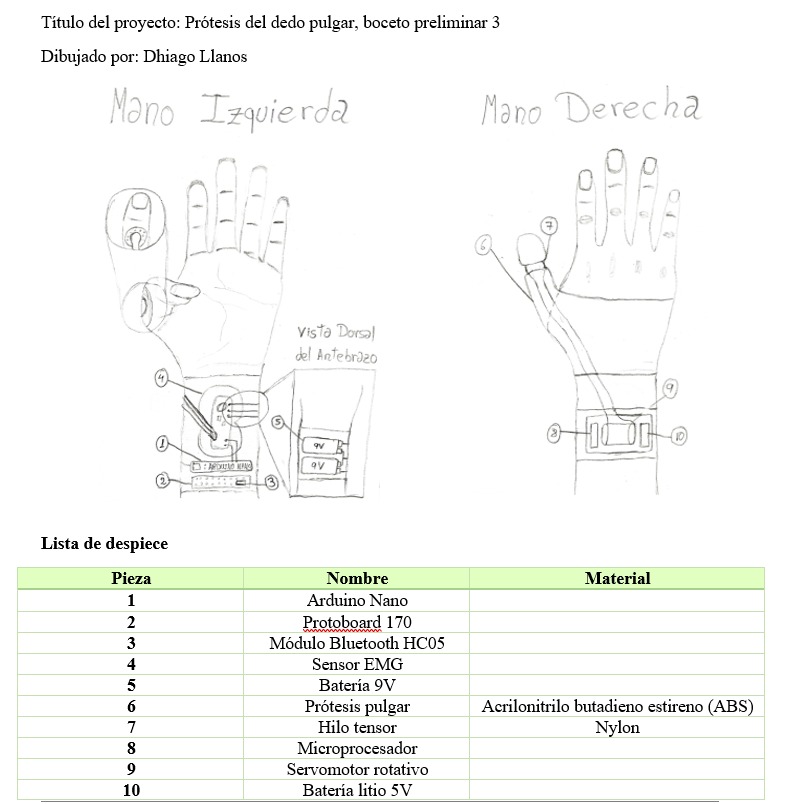 Título del proyecto: Prótesis del dedo pulgar, boceto preliminar 3
Dibujado por: Dhiago Llanos
Mano Izquierda
Mano Derecha
7
6
Vista Dorsal
del Antebrazo
4
9
5
8
10
1
9V
9V
ARDUINO NANO
2
3
Lista de despiece
Pieza Nombre Material
1 Arduino Nano
2 Protoboard 170
3 Módulo Bluetooth HC05
4 Sensor EMG
5 Batería 9V
6 Prótesis pulgar Acrilonitrilo butadieno estireno (ABS)
7 Hilo tensor Nylon
8 Microprocesador
9 Servomotor rotativo
10 Batería litio 5V